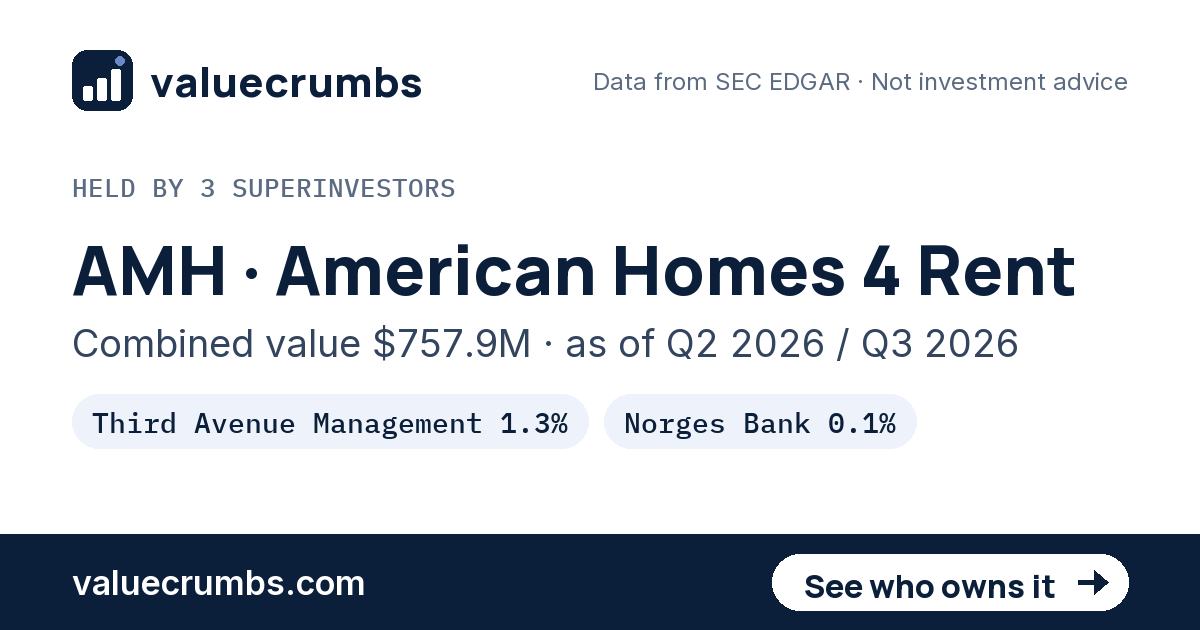 valuecrumbs
Data from SEC EDGAR · Not investment advice
HELD BY 3 SUPERINVESTORS
AMH · American Homes 4 Rent
Combined value $757.9M · as of Q2 2026 / Q3 2026
Third Avenue Management 1.3%
Norges Bank 0.1%
valuecrumbs.com
See who owns it →